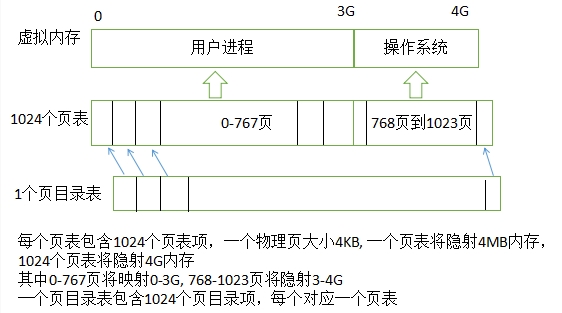 0 3G 4G
虚拟内存 用户进程 操作系统
1024个页表 0-767页 768页到1023页
1个页目录表
每个页表包含1024个页表项，一个物理页大小4KB, 一个页表将隐射4MB内存，
1024个页表将隐射4G内存
其中0-767页将映射0-3G, 768-1023页将隐射3-4G
一个页目录表包含1024个页目录项，每个对应一个页表